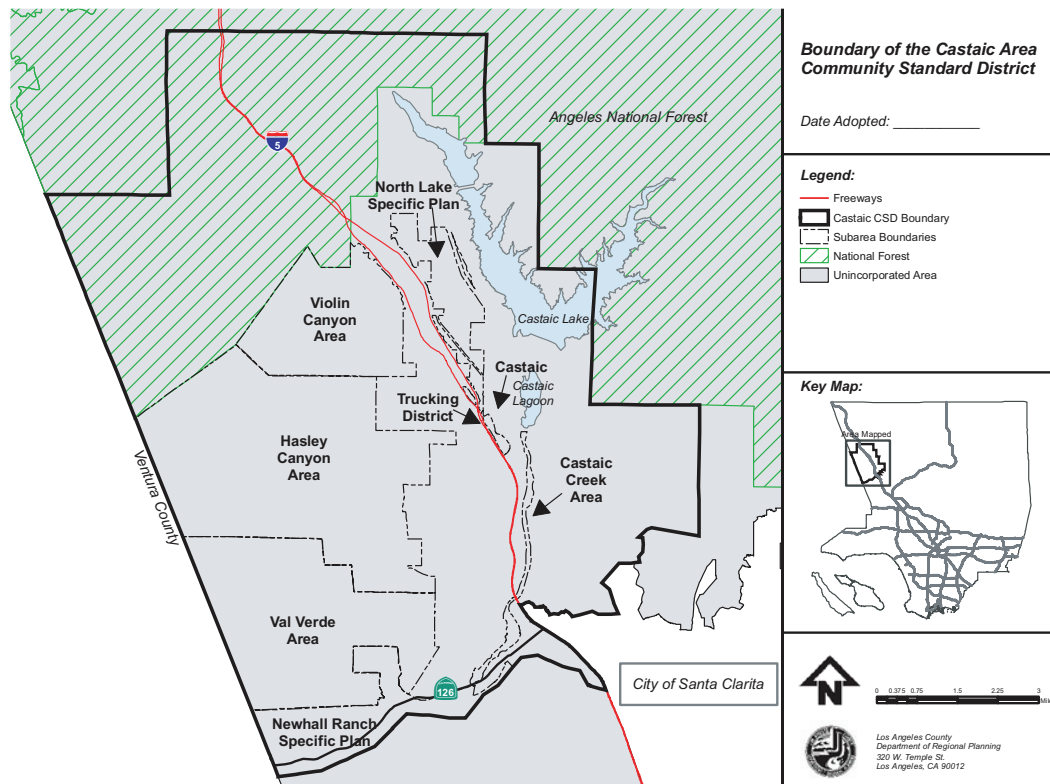 Boundary of the Castaic Area
Community Standard District
Date Adopted: ____________
Legend:
Freeways
Castaic CSD Boundary
Subarea Boundaries
National Forest
Unincorporated Area
Key Map:
Area Mapped
N
0 0.375 0.75 1.5 2.25 3
Los Angeles County
Department of Regional Planning
320 W. Temple St.
Los Angeles, CA 90012
Angeles National Forest
5
North Lake
Specific Plan
Violin
Canyon
Area
Castaic Lake
Castaic
Castaic
Lagoon
Trucking
District
Hasley
Canyon
Area
Castaic
Creek
Area
Ventura County
Val Verde
Area
126
City of Santa Clarita
Newhall Ranch
Specific Plan